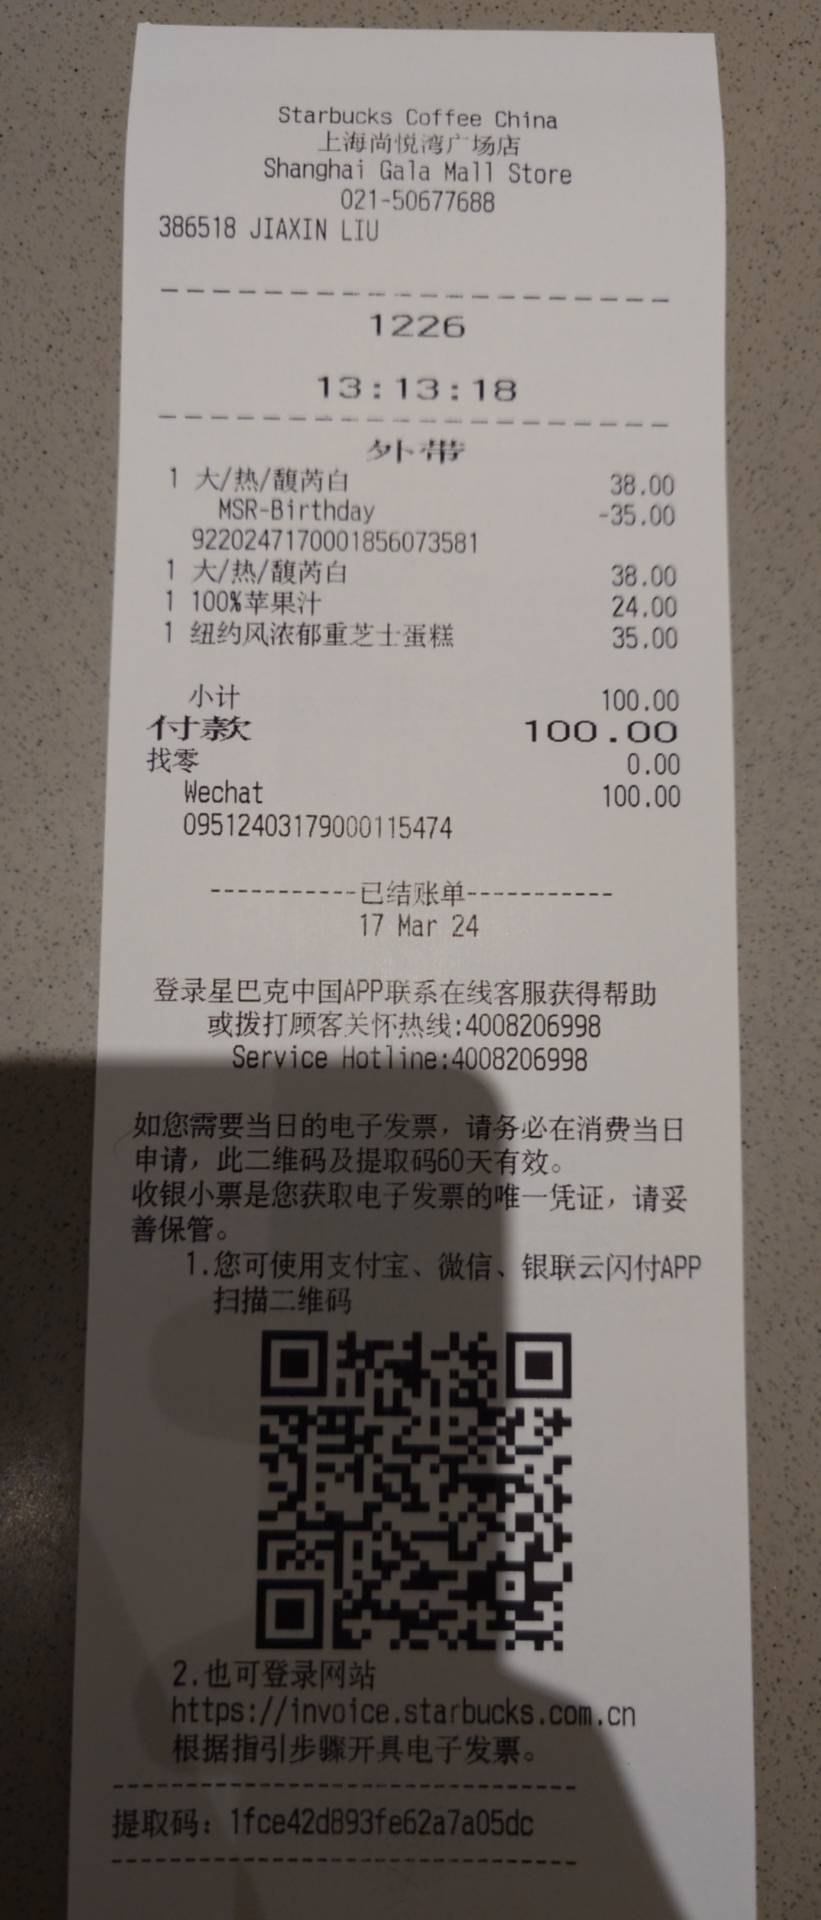 Starbucks Coffee China
上海尚悦湾广场店
Shanghai Gala Mall Store
021-50677688
386518 JIAXIN LIU
1226
13:13:18
外带
1 大/热/馥芮白 38.00
MSR-Birthday -35.00
9220247170001856073581
1 大/热/馥芮白 38.00
1 100%苹果汁 24.00
1 纽约风浓郁重芝士蛋糕 35.00
小计 100.00
付款 100.00
找零 0.00
Wechat 100.00
09512403179000115474
-----------已结账单-----------
17 Mar 24
登录星巴克中国APP联系在线客服获得帮助
或拨打顾客关怀热线:4008206998
Service Hotline:4008206998
如您需要当日的电子发票，请务必在消费当日
申请，此二维码及提取码60天有效。
收银小票是您获取电子发票的唯一凭证，请妥
善保管。
1.您可使用支付宝、微信、银联云闪付APP
扫描二维码
2.也可登录网站
https://invoice.starbucks.com.cn
根据指引步骤开具电子发票。
提取码：1fce42d893fe62a7a05dc